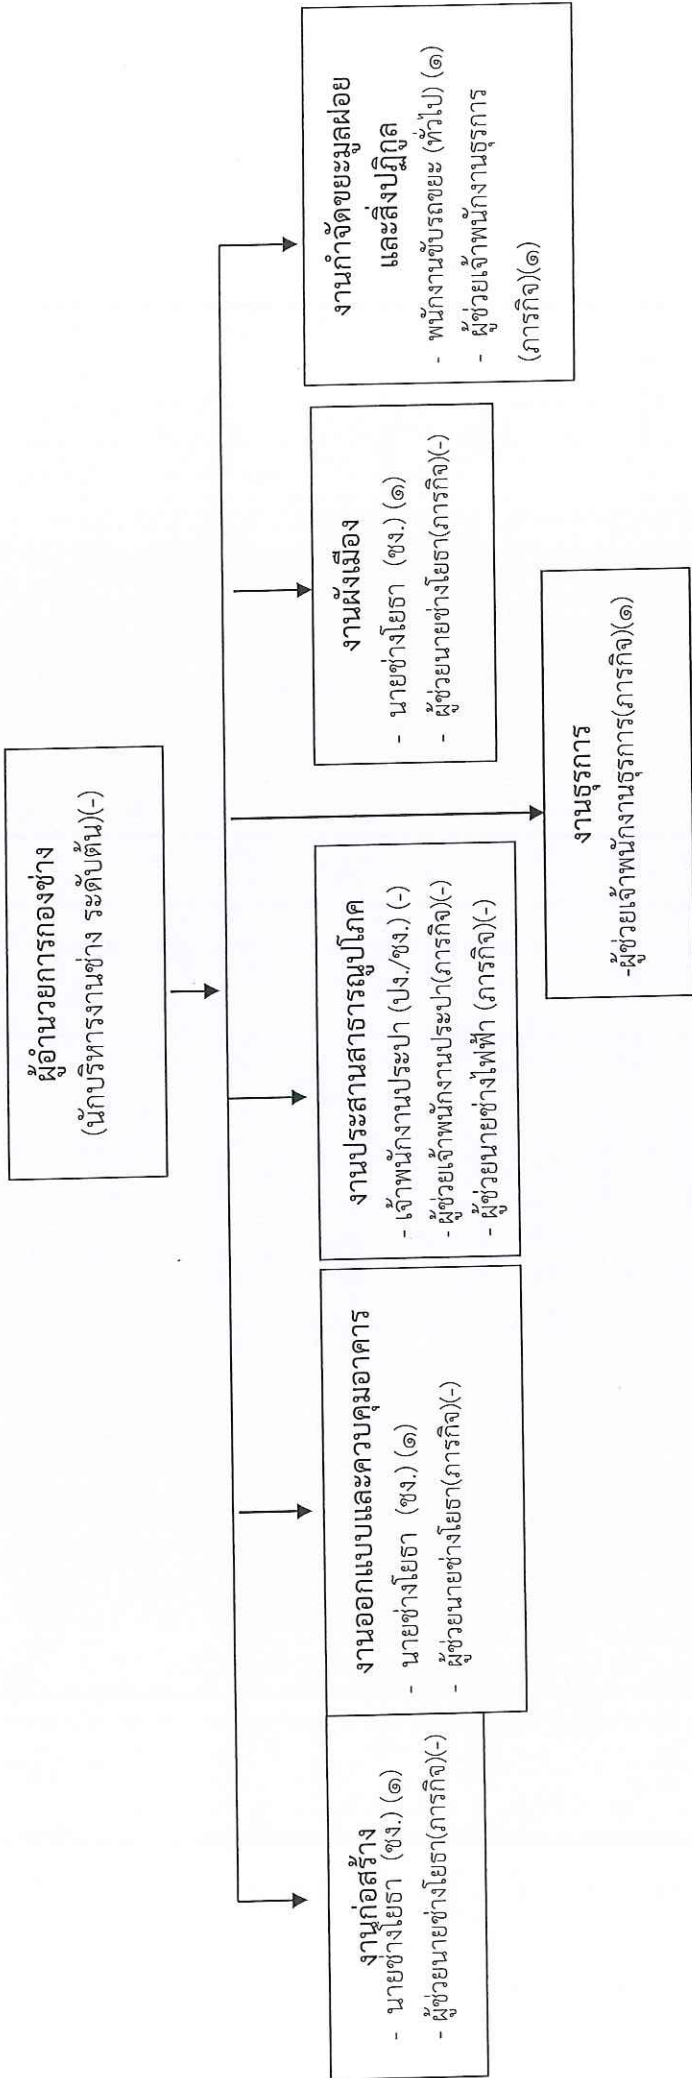 ผู้อำนวยการกองช่าง
(นักบริหารงานช่าง ระดับต้น)(-)
งานก่อสร้าง
- นายช่างโยธา (ชง.) (๑)
- ผู้ช่วยนายช่างโยธา(ภารกิจ)(-)
งานออกแบบและควบคุมอาคาร
- นายช่างโยธา (ชง.) (๑)
- ผู้ช่วยนายช่างโยธา(ภารกิจ)(-)
งานประสานสาธารณูปโภค
- เจ้าพนักงานประปา (ปง./ชง.) (-)
- ผู้ช่วยเจ้าพนักงานประปา(ภารกิจ)(-)
- ผู้ช่วยนายช่างไฟฟ้า (ภารกิจ)(-)
งานผังเมือง
- นายช่างโยธา (ชง.) (๑)
- ผู้ช่วยนายช่างโยธา(ภารกิจ)(-)
งานกำจัดขยะมูลฝอย
และสิ่งปฏิกูล
- พนักงานขับรถขยะ (ทั่วไป) (๑)
- ผู้ช่วยเจ้าพนักงานธุรการ
(ภารกิจ)(๑)
งานธุรการ
-ผู้ช่วยเจ้าพนักงานธุรการ(ภารกิจ)(๑)